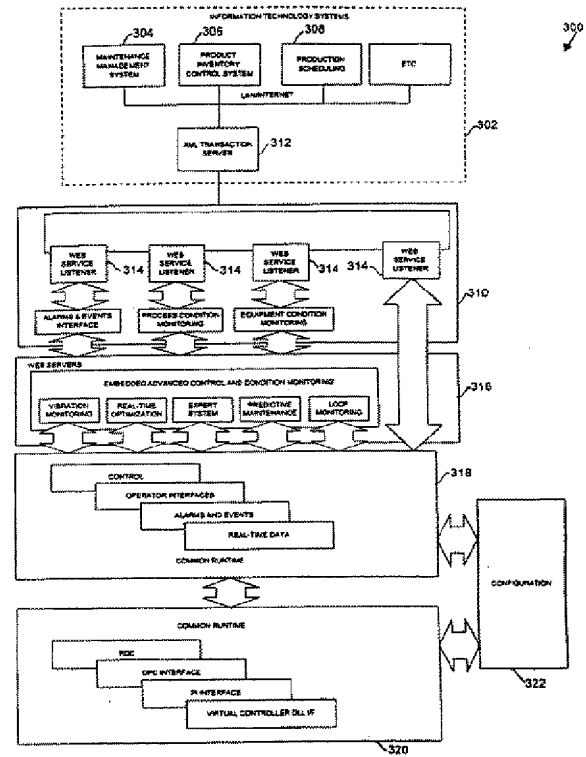 INFORMATION TECHNOLOGY SYSTEMS
300
304
306
308
MAINTENANCE
MANAGEMENT
SYSTEM
PRODUCT
INVENTORY
CONTROL SYSTEM
PRODUCTION
SCHEDULING
ETC
LAN/INTERNET
302
XML TRANSACTION
SERVER
312
WEB
SERVICE
LISTENER
314
WEB
SERVICE
LISTENER
314
WEB
SERVICE
LISTENER
314
WEB
SERVICE
LISTENER
314
310
ALARMS & EVENTS
INTERFACE
PROCESS CONDITION
MONITORING
EQUIPMENT CONDITION
MONITORING
WEB SERVERS
316
EMBEDDED ADVANCED CONTROL AND CONDITION MONITORING
VIBRATION
MONITORING
REAL-TIME
OPTIMIZATION
EXPERT
SYSTEM
PREDICTIVE
MAINTENANCE
LOOP
MONITORING
318
CONTROL
OPERATOR INTERFACES
ALARMS AND EVENTS
REAL-TIME DATA
COMMON RUNTIME
CONFIGURATION
322
COMMON RUNTIME
OPC INTERFACE
PI INTERFACE
VIRTUAL CONTROLLER DLL I/F
320